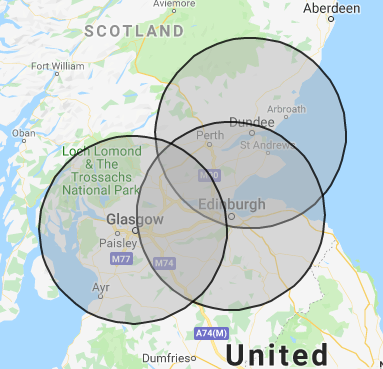 Aviemore
Aberdeen
SCOTLAND
Fort William
Arbroath
Dundee
Oban
Perth
St Andrews
Loch Lomond
& The
Trossachs
National Park
M90
Edinburgh
Glasgow
Paisley
M77
M74
Ayr
A74(M)
Dumfries
United